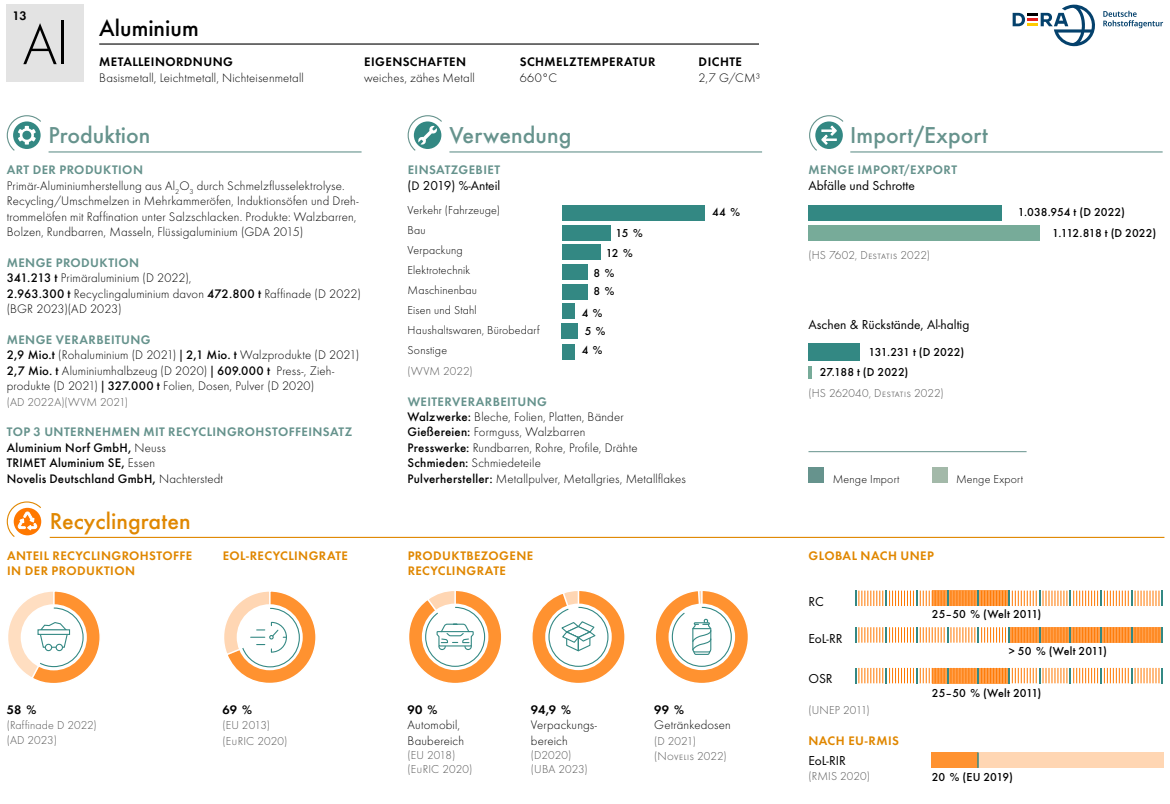 13
Al
Aluminium
DERA Deutsche
Rohstoffagentur
METALLEINORDNUNG
Basismetall, Leichtmetall, Nichteisenmetall
EIGENSCHAFTEN
weiches, zähes Metall
SCHMELZTEMPERATUR
660°C
DICHTE
2,7 G/CM³
Produktion
ART DER PRODUKTION
Primär-Aluminiumherstellung aus Al₂O₃ durch Schmelzflusselektrolyse.
Recycling/Umschmelzen in Mehrkammeröfen, Induktionsöfen und Dreh-
trommelöfen mit Raffination unter Salzschlacken. Produkte: Walzbarren,
Bolzen, Rundbarren, Masseln, Flüssigaluminium (GDA 2015)
MENGE PRODUKTION
341.213 t Primäraluminium (D 2022),
2.963.300 t Recyclingaluminium davon 472.800 t Raffinade (D 2022)
(BGR 2023)(AD 2023)
MENGE VERARBEITUNG
2,9 Mio.t (Rohaluminium (D 2021) | 2,1 Mio. t Walzprodukte (D 2021)
2,7 Mio. t Aluminiumhalbzeug (D 2020) | 609.000 t Press-, Zieh-
produkte (D 2021) | 327.000 t Folien, Dosen, Pulver (D 2020)
(AD 2022A)(WVM 2021)
TOP 3 UNTERNEHMEN MIT RECYCLINGROHSTOFFEINSATZ
Aluminium Norf GmbH, Neuss
TRIMET Aluminium SE, Essen
Novelis Deutschland GmbH, Nachterstedt
Verwendung
EINSATZGEBIET
(D 2019) %-Anteil
Verkehr (Fahrzeuge) 44 %
Bau 15 %
Verpackung 12 %
Elektrotechnik 8 %
Maschinenbau 8 %
Eisen und Stahl 4 %
Haushaltswaren, Bürobedarf 5 %
Sonstige 4 %
(WVM 2022)
WEITERVERARBEITUNG
Walzwerke: Bleche, Folien, Platten, Bänder
Gießereien: Formguss, Walzbarren
Presswerke: Rundbarren, Rohre, Profile, Drähte
Schmieden: Schmiedeteile
Pulverhersteller: Metallpulver, Metallgries, Metallflakes
Import/Export
MENGE IMPORT/EXPORT
Abfälle und Schrotte
1.038.954 t (D 2022)
1.112.818 t (D 2022)
(HS 7602, Destatis 2022)
Aschen & Rückstände, Al-haltig
131.231 t (D 2022)
27.188 t (D 2022)
(HS 262040, Destatis 2022)
Menge Import Menge Export
Recyclingraten
ANTEIL RECYCLINGROHSTOFFE
IN DER PRODUKTION
58 %
(Raffinade D 2022)
(AD 2023)
EOL-RECYCLINGRATE
69 %
(EU 2013)
(EuRIC 2020)
PRODUKTBEZOGENE
RECYCLINGRATE
90 %
Automobil,
Baubereich
(EU 2018)
(EuRIC 2020)
94,9 %
Verpackungs-
bereich
(D2020)
(UBA 2023)
99 %
Getränkedosen
(D 2021)
(Novelis 2022)
GLOBAL NACH UNEP
RC
25–50 % (Welt 2011)
EoL-RR
> 50 % (Welt 2011)
OSR
25–50 % (Welt 2011)
(UNEP 2011)
NACH EU-RMIS
EoL-RIR
(RMIS 2020)
20 % (EU 2019)